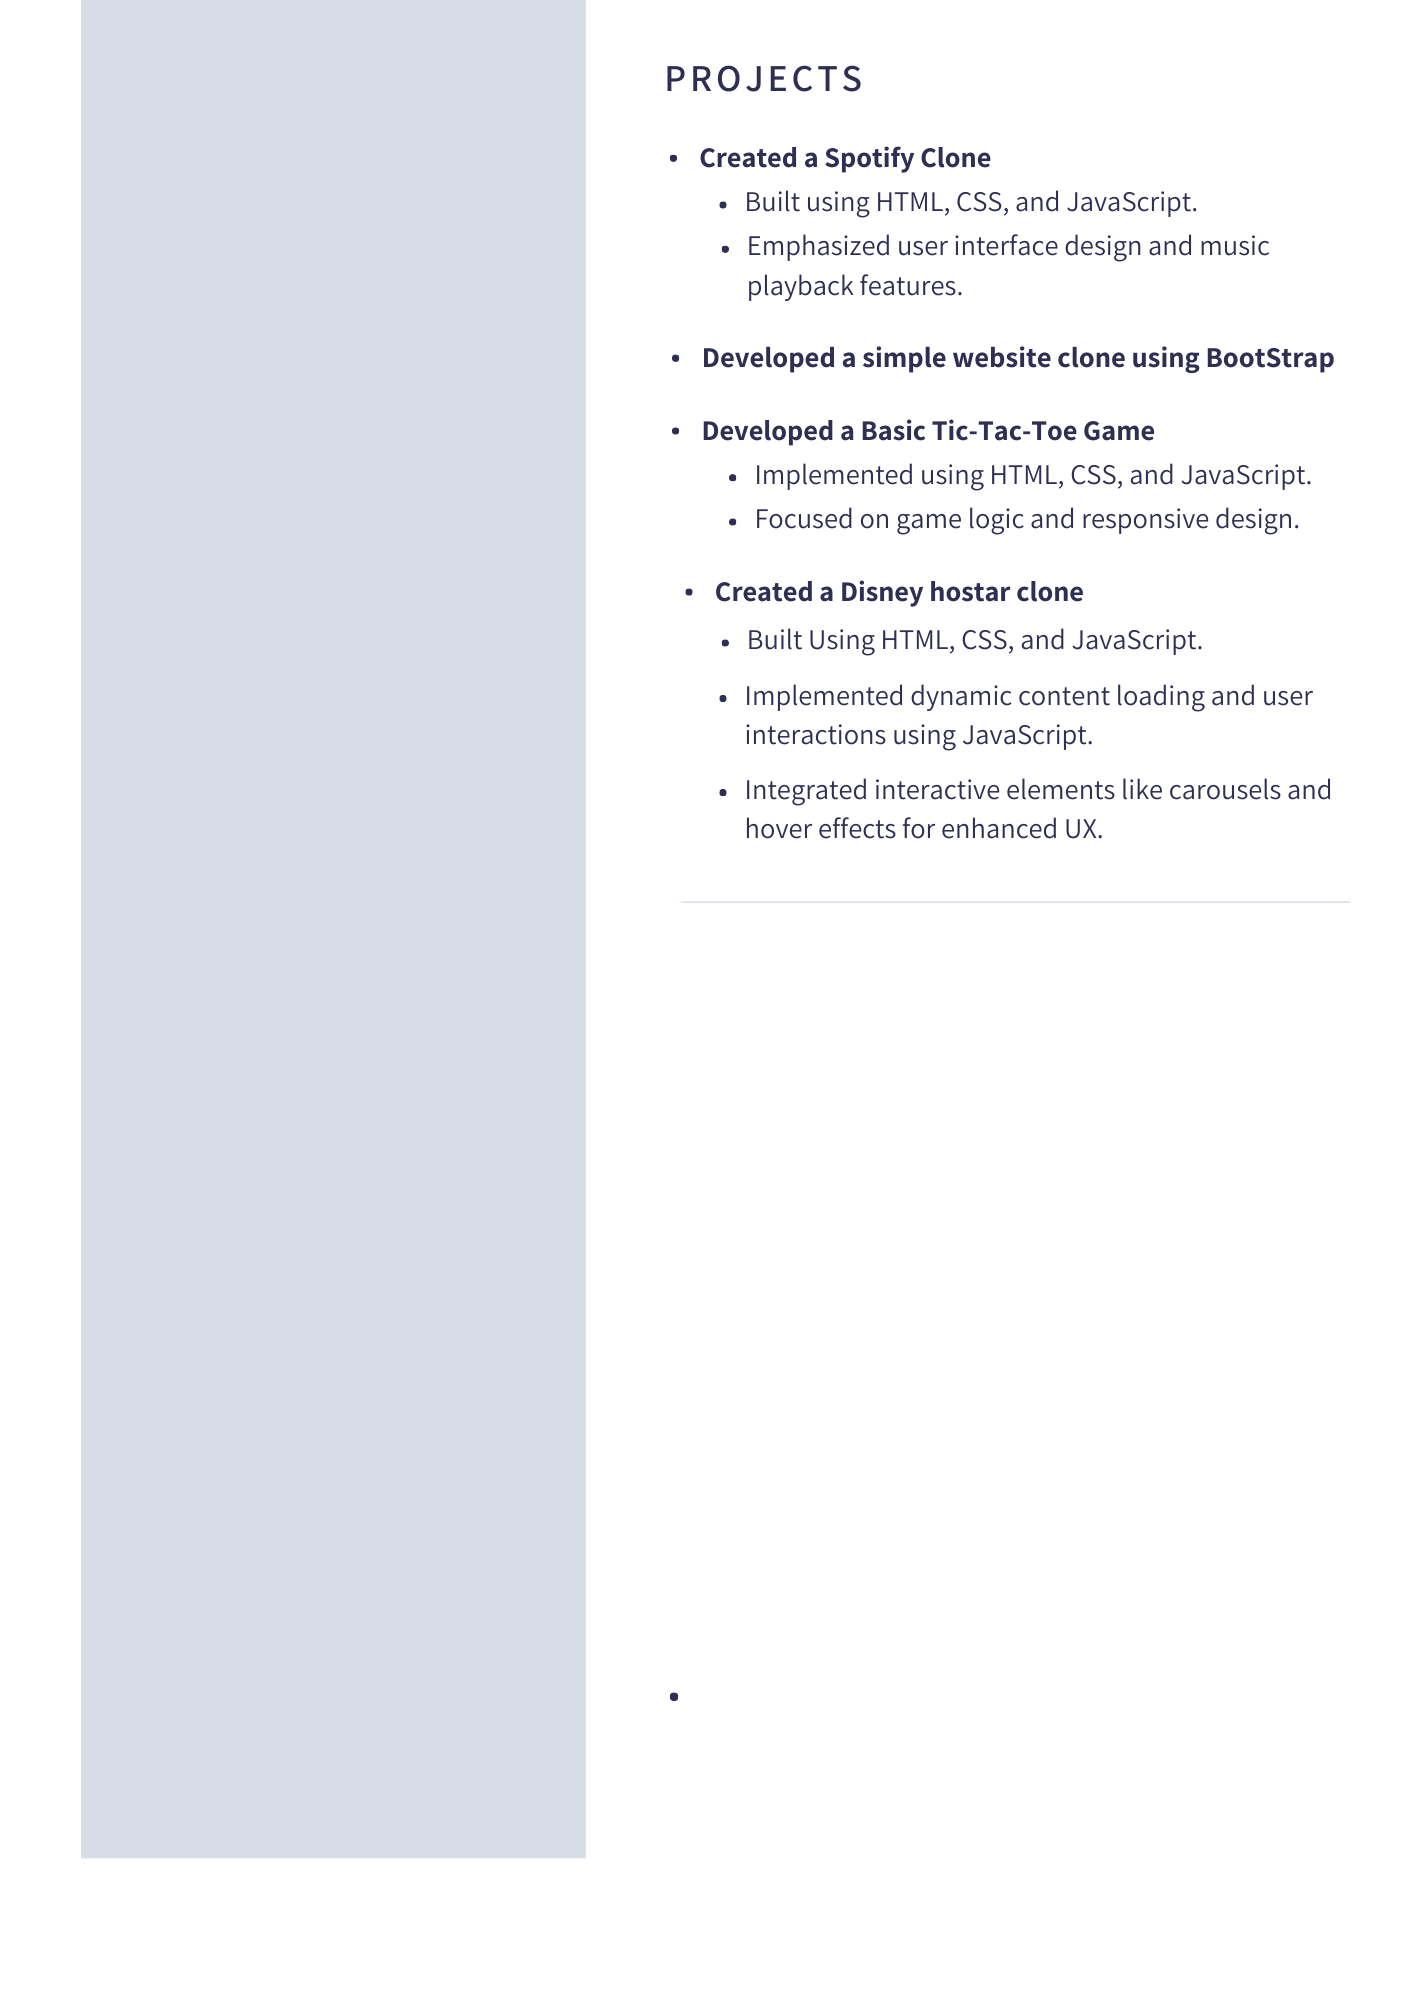 PROJECTS
• Created a Spotify Clone
• Built using HTML, CSS, and JavaScript.
• Emphasized user interface design and music
playback features.
• Developed a simple website clone using BootStrap
• Developed a Basic Tic-Tac-Toe Game
• Implemented using HTML, CSS, and JavaScript.
• Focused on game logic and responsive design.
• Created a Disney hostar clone
• Built Using HTML, CSS, and JavaScript.
• Implemented dynamic content loading and user
interactions using JavaScript.
• Integrated interactive elements like carousels and
hover effects for enhanced UX.
•